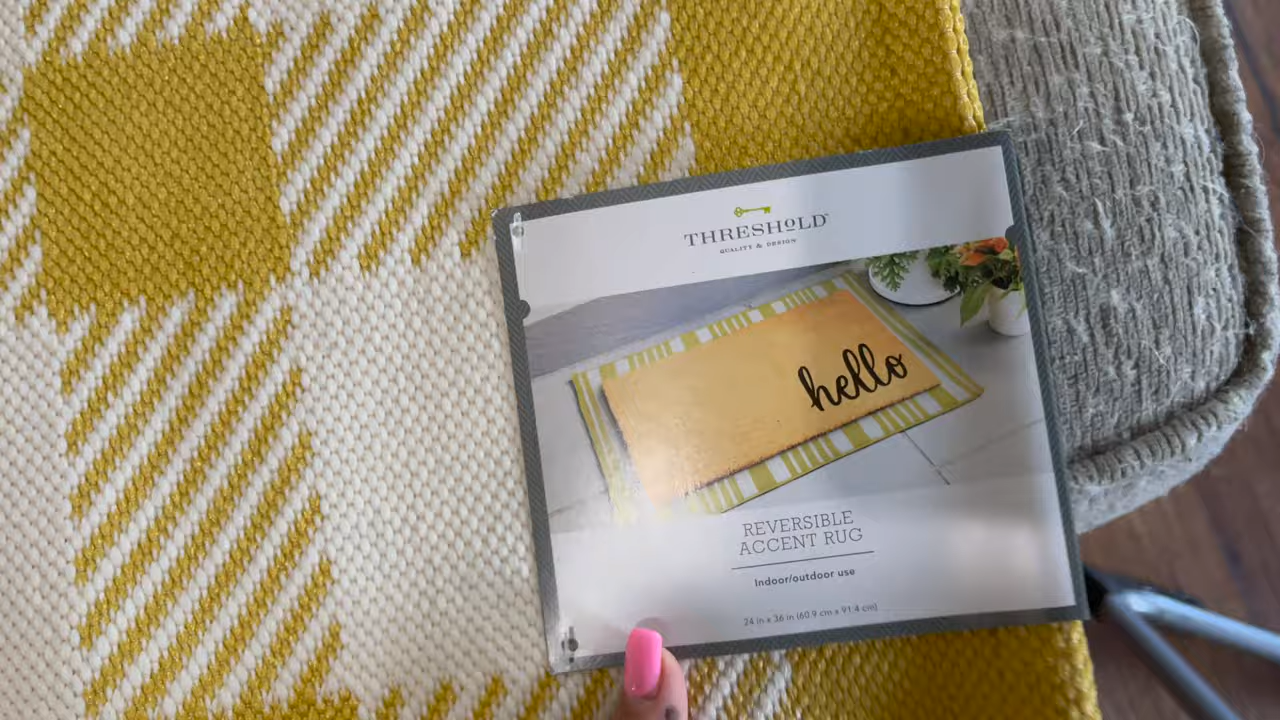 THRESHOLD
QUALITY & DESIGN™
hello
REVERSIBLE
ACCENT RUG
Indoor/outdoor use
24 in x 36 in (60.9 cm x 91.4 cm)